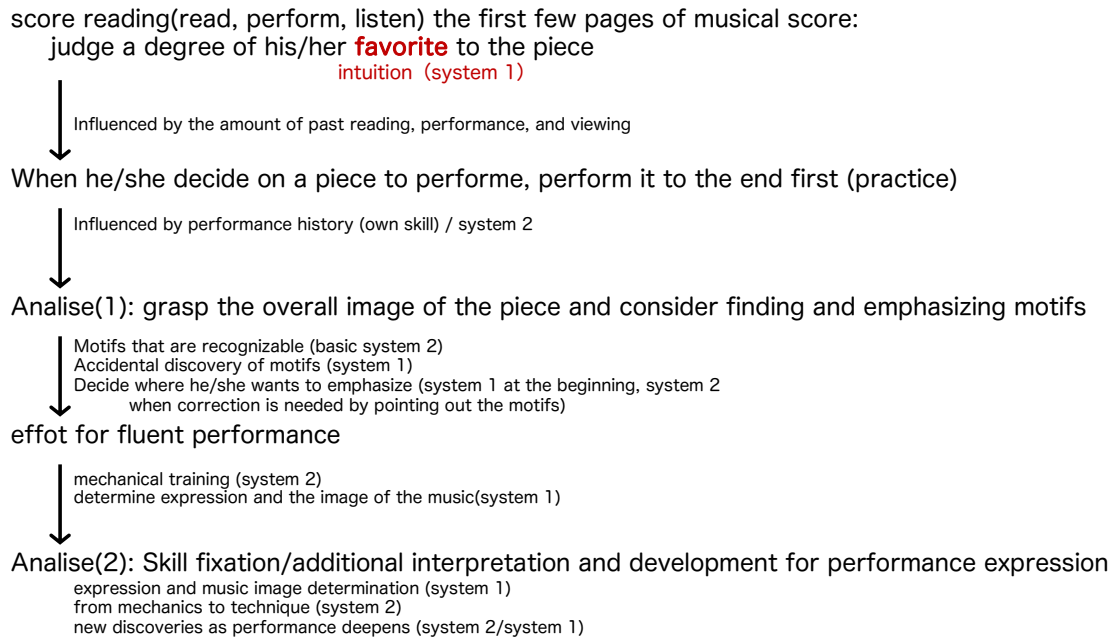 score reading(read, perform, listen) the first few pages of musical score:
judge a degree of his/her favorite to the piece
intuition（system 1）
Influenced by the amount of past reading, performance, and viewing
When he/she decide on a piece to performe, perform it to the end first (practice)
Influenced by performance history (own skill) / system 2
Analise(1): grasp the overall image of the piece and consider finding and emphasizing motifs
Motifs that are recognizable (basic system 2)
Accidental discovery of motifs (system 1)
Decide where he/she wants to emphasize (system 1 at the beginning, system 2
when correction is needed by pointing out the motifs)
effot for fluent performance
mechanical training (system 2)
determine expression and the image of the music(system 1)
Analise(2): Skill fixation/additional interpretation and development for performance expression
expression and music image determination (system 1)
from mechanics to technique (system 2)
new discoveries as performance deepens (system 2/system 1)